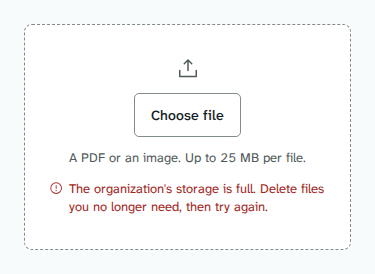 Choose file
A PDF or an image. Up to 25 MB per file.
The organization's storage is full. Delete files
you no longer need, then try again.